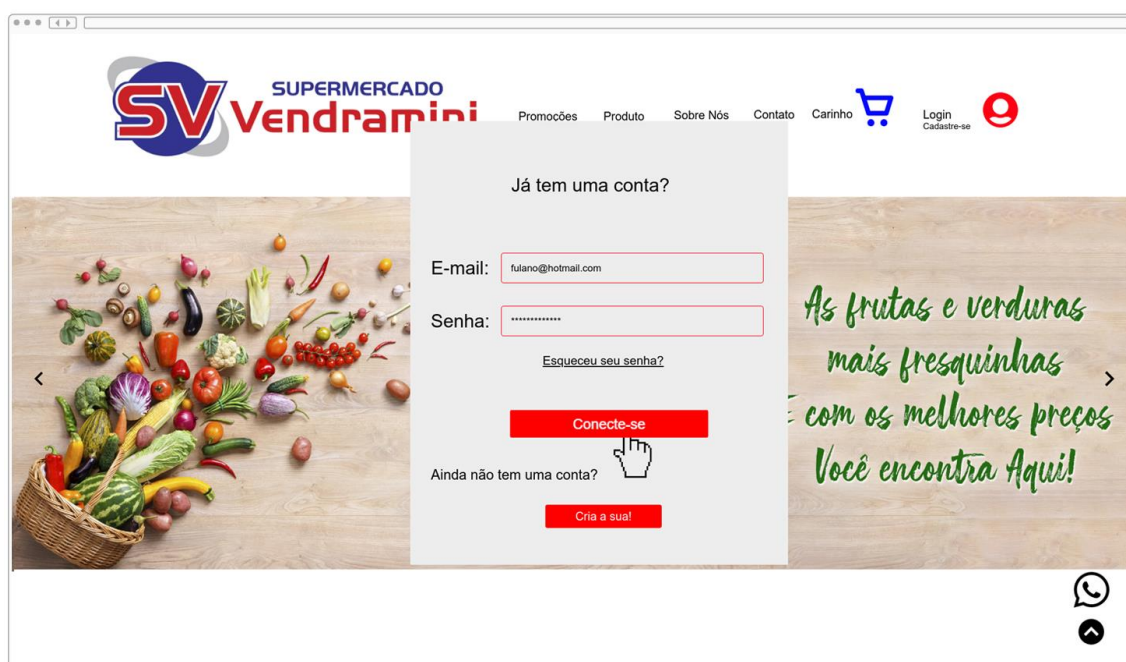 SV SUPERMERCADO
Vendramini
Promoções Produto Sobre Nós Contato Carinho Login
Cadastre-se
Já tem uma conta?
E-mail: fulano@hotmail.com
Senha: *************
Esqueceu seu senha?
Conecte-se
Ainda não tem uma conta?
Cria a sua!
As frutas e verduras
mais fresquinhas
E com os melhores preços
Você encontra Aqui!